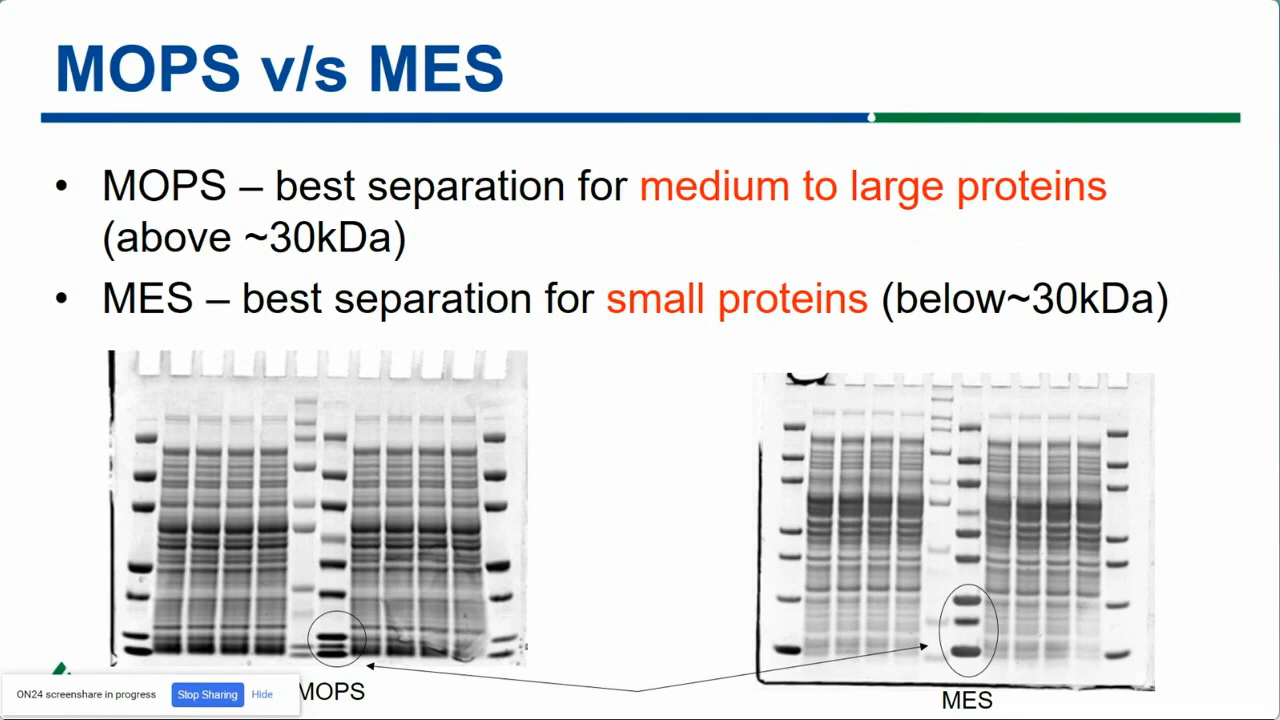 MOPS v/s MES
• MOPS – best separation for medium to large proteins
(above ~30kDa)
• MES – best separation for small proteins (below~30kDa)
ON24 screenshare in progress Stop Sharing Hide
MOPS
MES